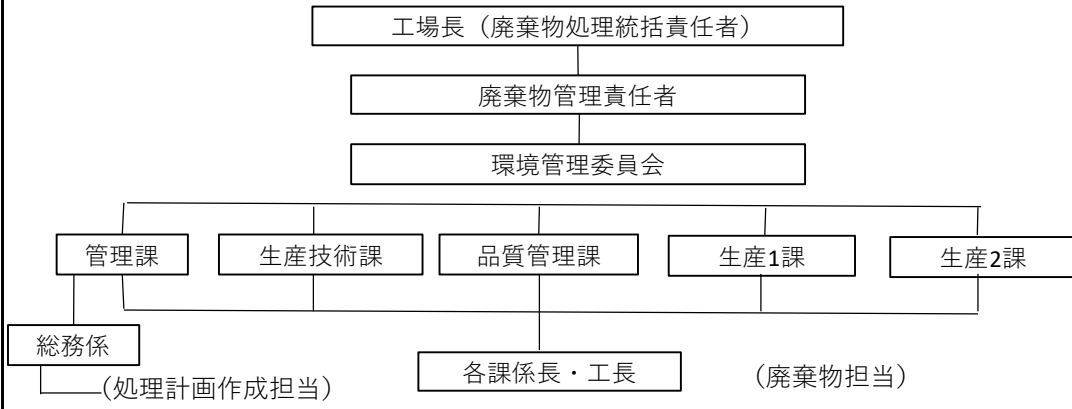 工場長（廃棄物処理統括責任者）
廃棄物管理責任者
環境管理委員会
管理課
生産技術課
品質管理課
生産1課
生産2課
総務係
（処理計画作成担当）
各課係長・工長
（廃棄物担当）